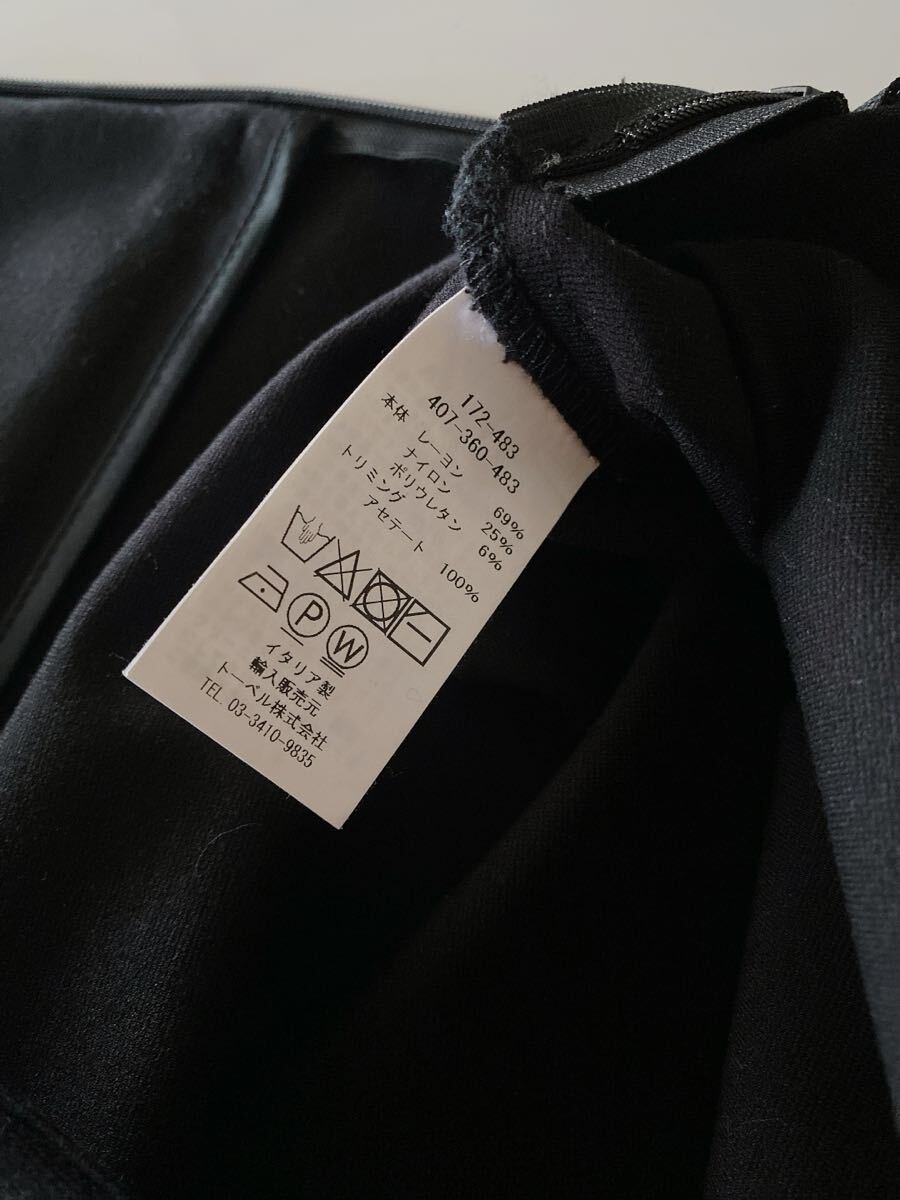 172-483
407-360-483
本体 レーヨン 69%
ナイロン 25%
ポリウレタン 6%
トリミング
アセテート 100%
P W
イタリア製
輸入販売元
トーベル株式会社
TEL. 03-3410-9835